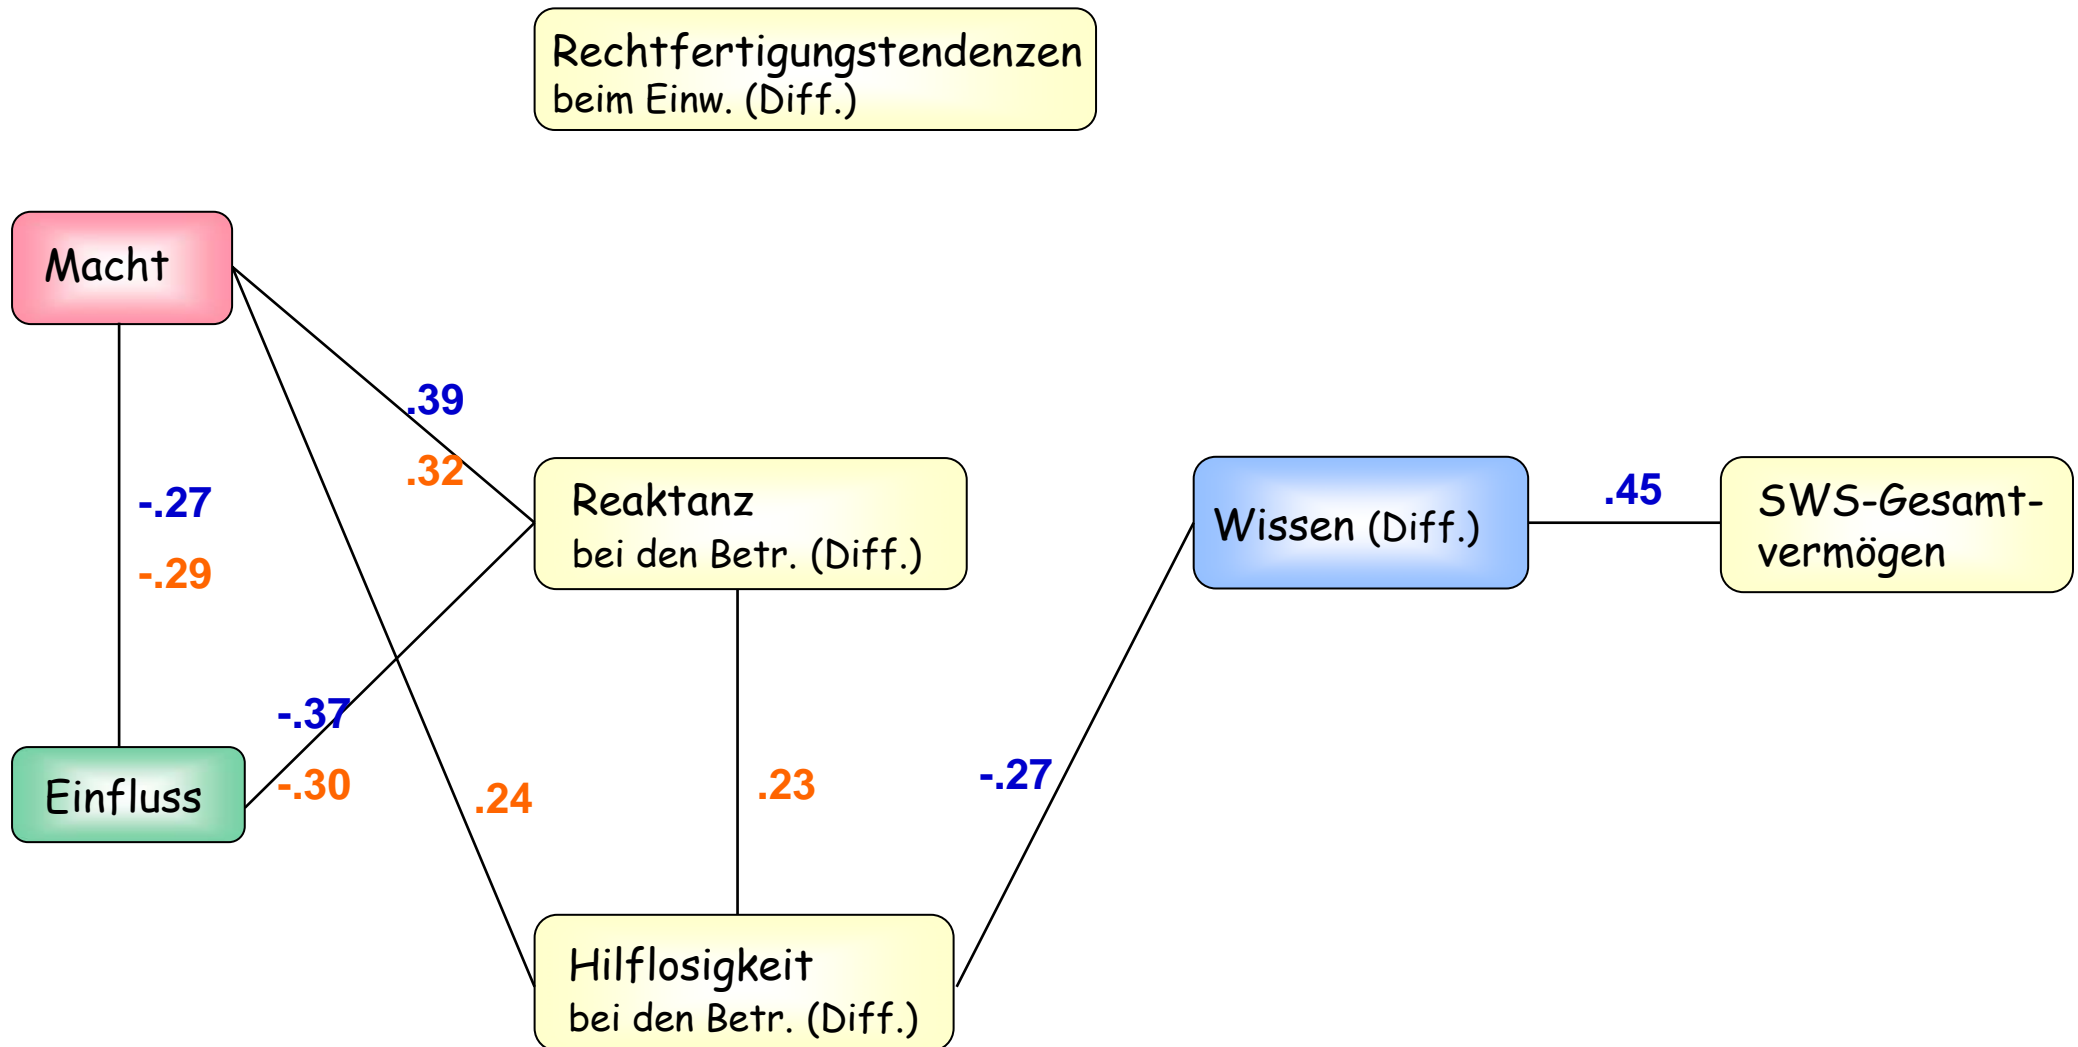 Rechtfertigungstendenzen
beim Einw. (Diff.)
Macht
.39
.32
-.27
-.29
Reaktanz
bei den Betr. (Diff.)
Wissen (Diff.)
.45
SWS-Gesamt-
vermögen
-.37
-.30
Einfluss
.24
.23
-.27
Hilflosigkeit
bei den Betr. (Diff.)